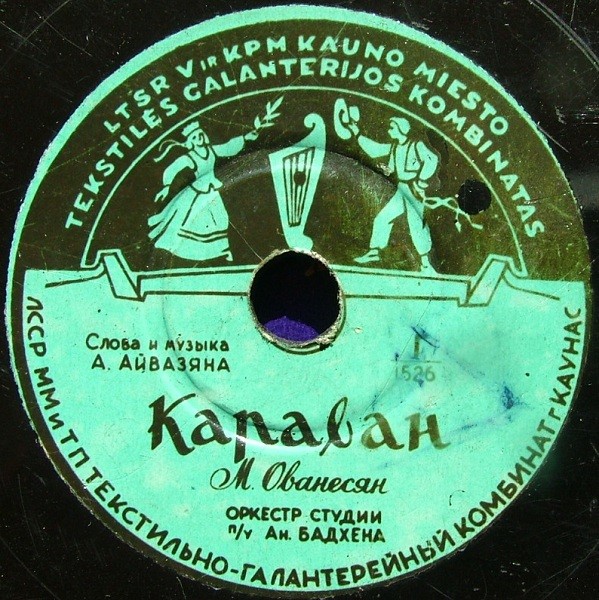 LTSR V ir KPM KAUNO MIESTO
TEKSTILĖS GALANTERIJOS KOMBINATAS
Слова и музыка
А. АЙВАЗЯНА
1526
Караван
М. Ованесян
ОРКЕСТР СТУДИИ
П/У АН. БАДХЕНА
ЛССР ММ и ТП ТЕКСТИЛЬНО-ГАЛАНТЕРЕЙНЫЙ КОМБИНАТ г КАУНАС